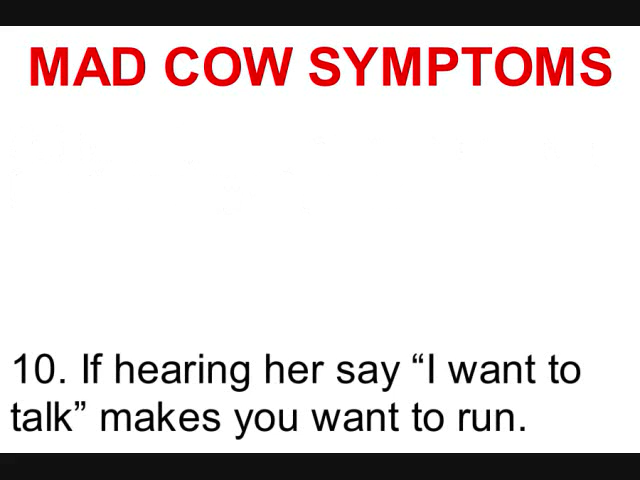 MAD COW SYMPTOMS
10. If hearing her say “I want to
talk” makes you want to run.